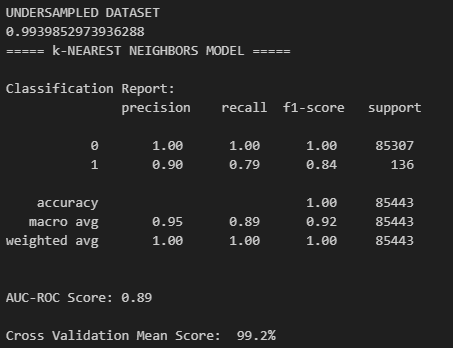 UNDERSAMPLED DATASET
0.9939852973936288
===== k-NEAREST NEIGHBORS MODEL =====
Classification Report:
precision recall f1-score support
0 1.00 1.00 1.00 85307
1 0.90 0.79 0.84 136
accuracy 1.00 85443
macro avg 0.95 0.89 0.92 85443
weighted avg 1.00 1.00 1.00 85443
AUC-ROC Score: 0.89
Cross Validation Mean Score: 99.2%